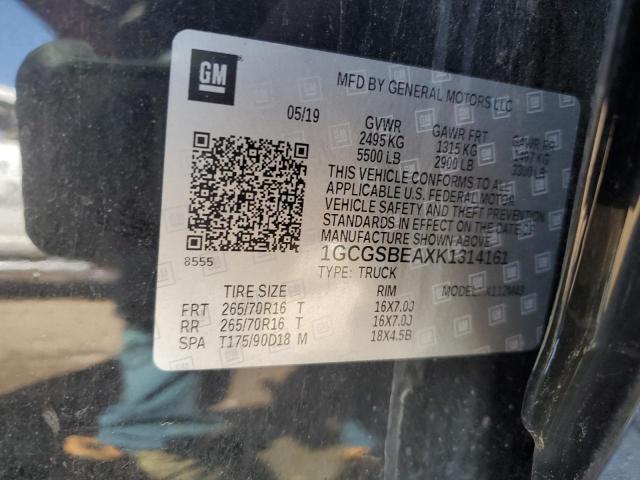 GM
MFD BY GENERAL MOTORS LLC
05/19 GVWR GAWR FRT GAWR RR
2495 KG 1315 KG
5500 LB 2900 LB
THIS VEHICLE CONFORMS TO ALL
APPLICABLE U.S. FEDERAL MOTOR
VEHICLE SAFETY AND THEFT PREVENTION
STANDARDS IN EFFECT ON THE DATE OF
8555 1GCGSBEAXK1314161
TYPE: TRUCK MODEL:
TIRE SIZE RIM
FRT 265/70R16 T 16X7.0J
RR 265/70R16 T 16X7.0J
SPA T175/90D18 M 18X4.5B